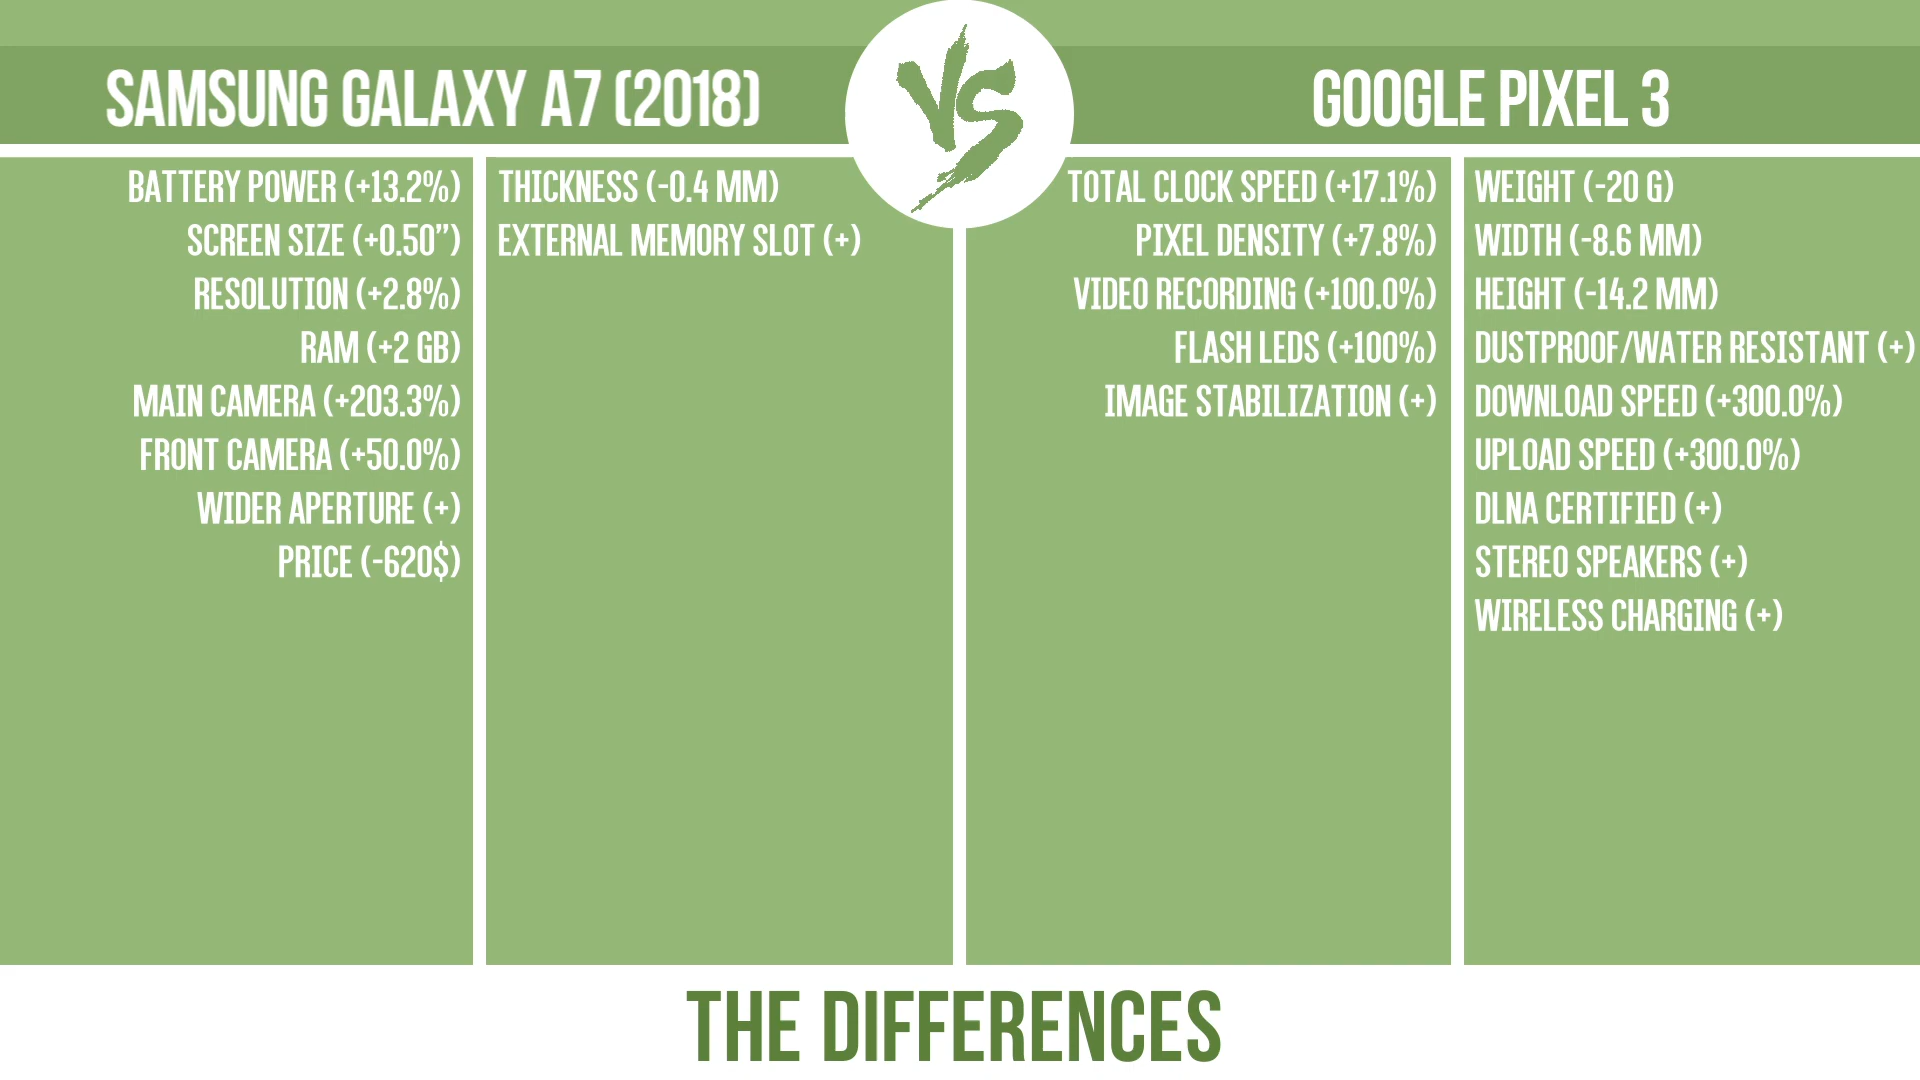 SAMSUNG GALAXY A7 (2018)
VS
GOOGLE PIXEL 3
BATTERY POWER (+13.2%)
SCREEN SIZE (+0.50”)
RESOLUTION (+2.8%)
RAM (+2 GB)
MAIN CAMERA (+203.3%)
FRONT CAMERA (+50.0%)
WIDER APERTURE (+)
PRICE (-620$)
THICKNESS (-0.4 MM)
EXTERNAL MEMORY SLOT (+)
TOTAL CLOCK SPEED (+17.1%)
PIXEL DENSITY (+7.8%)
VIDEO RECORDING (+100.0%)
FLASH LEDS (+100%)
IMAGE STABILIZATION (+)
WEIGHT (-20 G)
WIDTH (-8.6 MM)
HEIGHT (-14.2 MM)
DUSTPROOF/WATER RESISTANT (+)
DOWNLOAD SPEED (+300.0%)
UPLOAD SPEED (+300.0%)
DLNA CERTIFIED (+)
STEREO SPEAKERS (+)
WIRELESS CHARGING (+)
THE DIFFERENCES